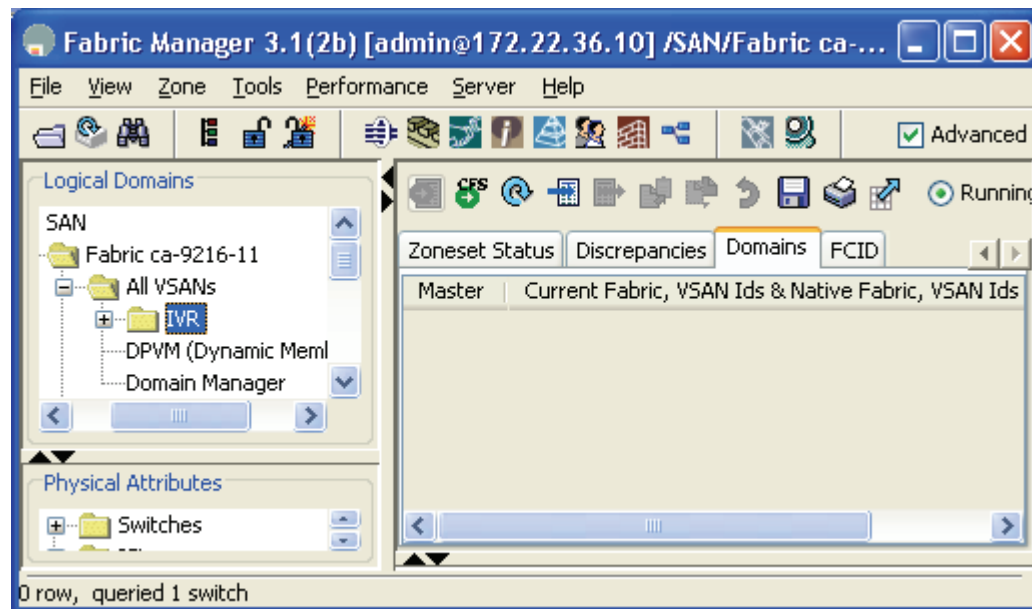 Fabric Manager 3.1(2b) [admin@172.22.36.10] /SAN/Fabric ca-...
File View Zone Tools Performance Server Help
Advanced
Logical Domains
SAN
Fabric ca-9216-11
All VSANs
IVR
DPVM (Dynamic Meml
Domain Manager
Physical Attributes
Switches
CFS
Running
Zoneset Status Discrepancies Domains FCID
Master Current Fabric, VSAN Ids & Native Fabric, VSAN Ids
0 row, queried 1 switch